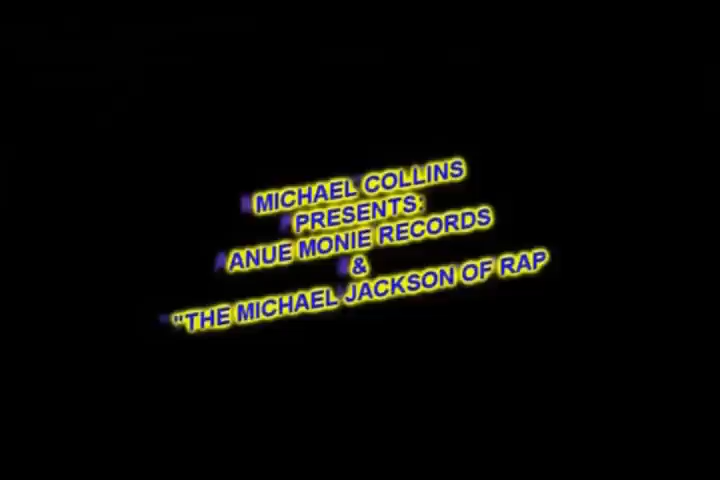 MICHAEL COLLINS
PRESENTS:
ANUE MONIE RECORDS
&
"THE MICHAEL JACKSON OF RAP